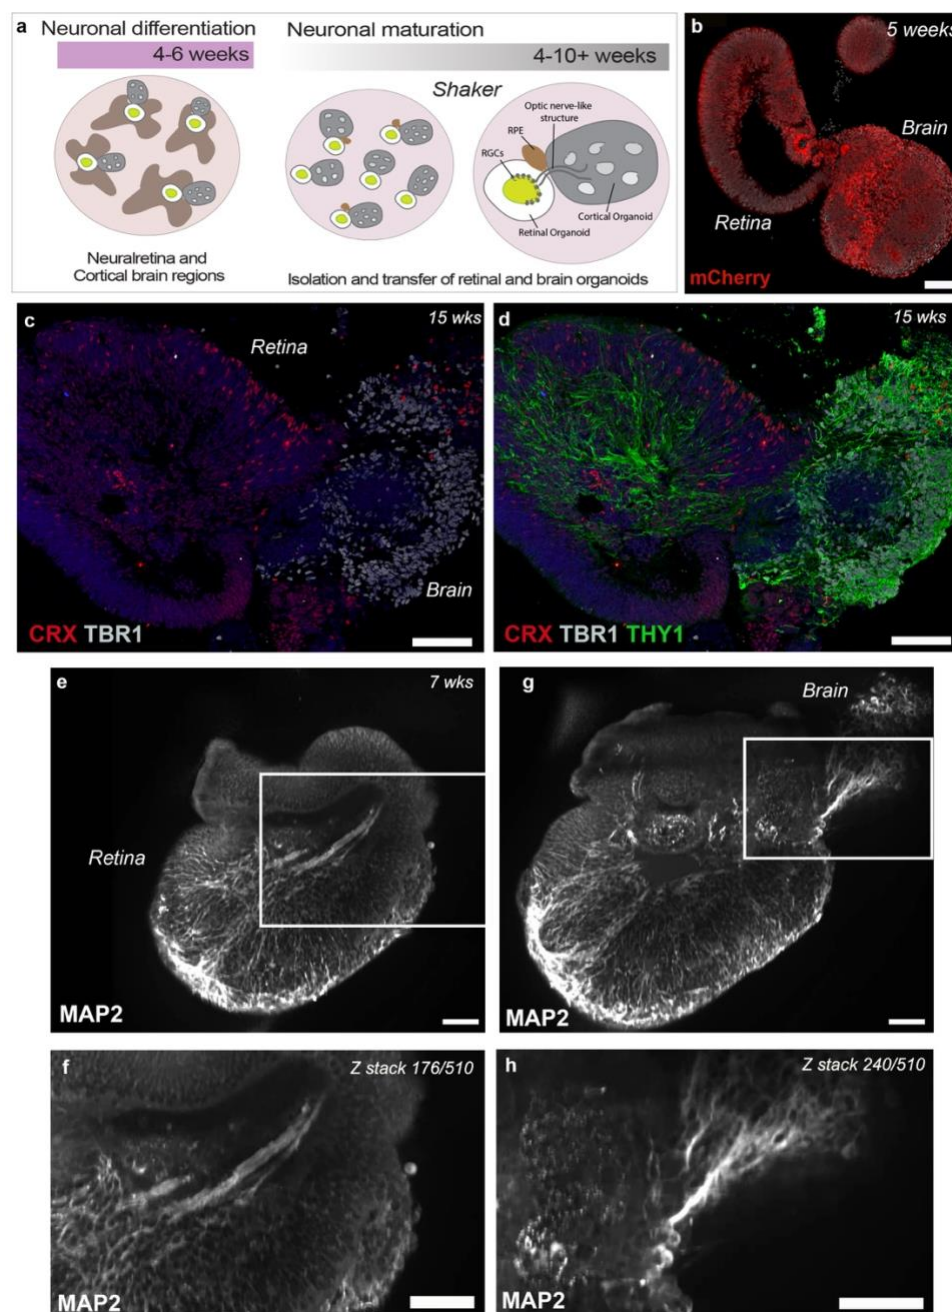 a
Neuronal differentiation
4-6 weeks
Neuralretina and
Cortical brain regions
Neuronal maturation
4-10+ weeks
Shaker
Optic nerve-like
structure
RPE
RGCs
Cortical Organoid
Retinal Organoid
Isolation and transfer of retinal and brain organoids
b
5 weeks
Brain
Retina
mCherry
c
15 wks
Retina
Brain
CRX TBR1
d
15 wks
CRX TBR1 THY1
e
7 wks
Retina
MAP2
g
Brain
MAP2
f
Z stack 176/510
MAP2
h
Z stack 240/510
MAP2